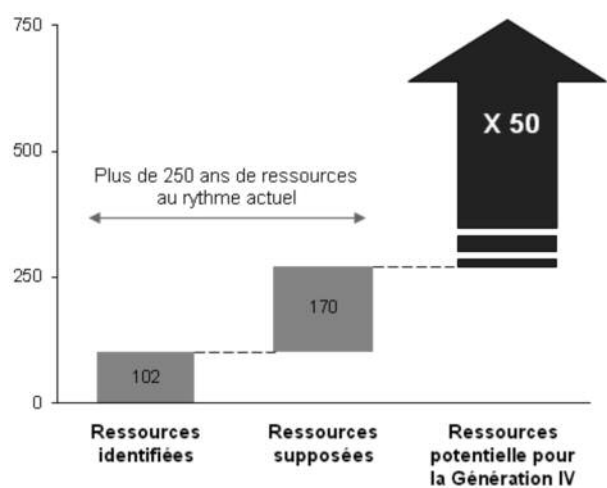 750
X 50
500
Plus de 250 ans de ressources
au rythme actuel
250
170
102
0
Ressources
identifiées
Ressources
supposées
Ressources
potentielle pour
la Génération IV